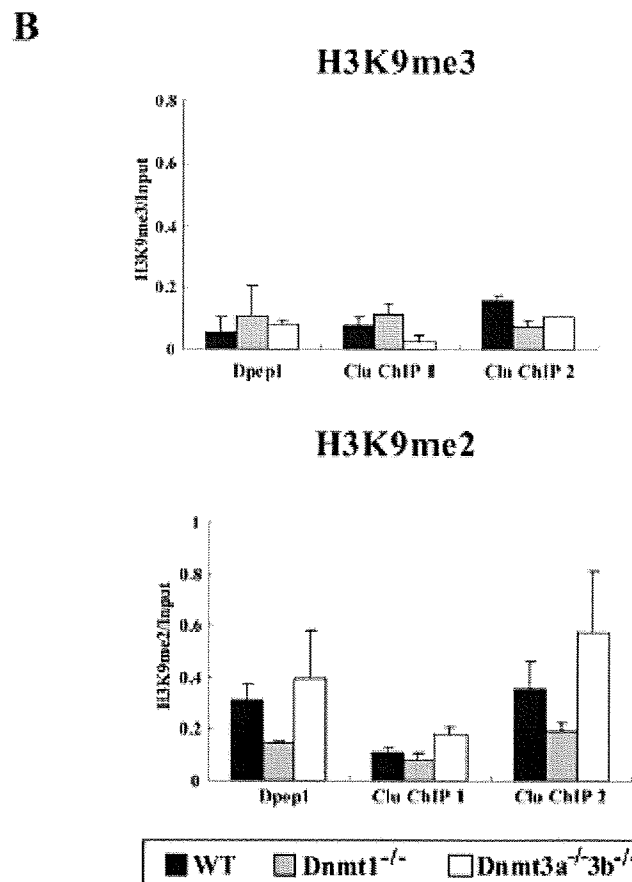 B
H3K9me3
0.8
0.6
0.4
0.2
0
H3K9me3/Input
Dpep1 Clu ChIP 1 Clu ChIP 2
H3K9me2
1
0.8
0.6
0.4
0.2
0
H3K9me2/Input
Dpep1 Clu ChIP 1 Clu ChIP 2
WT Dnmt1-/- Dnmt3a-/-3b-/-